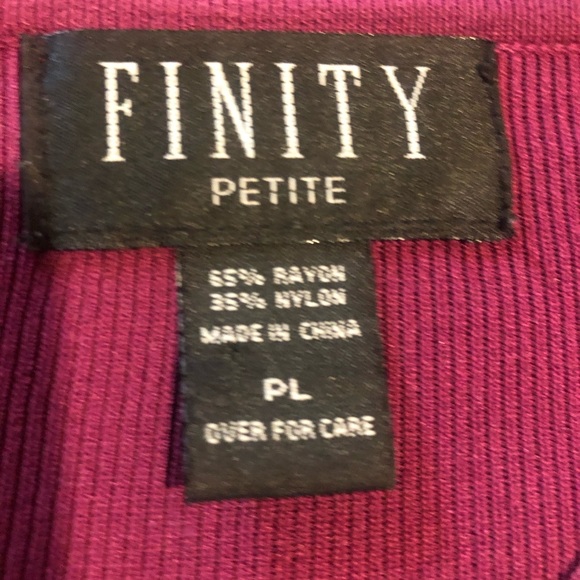 FINITY
PETITE
65% RAYON
35% NYLON
MADE IN CHINA
PL
OVER FOR CARE